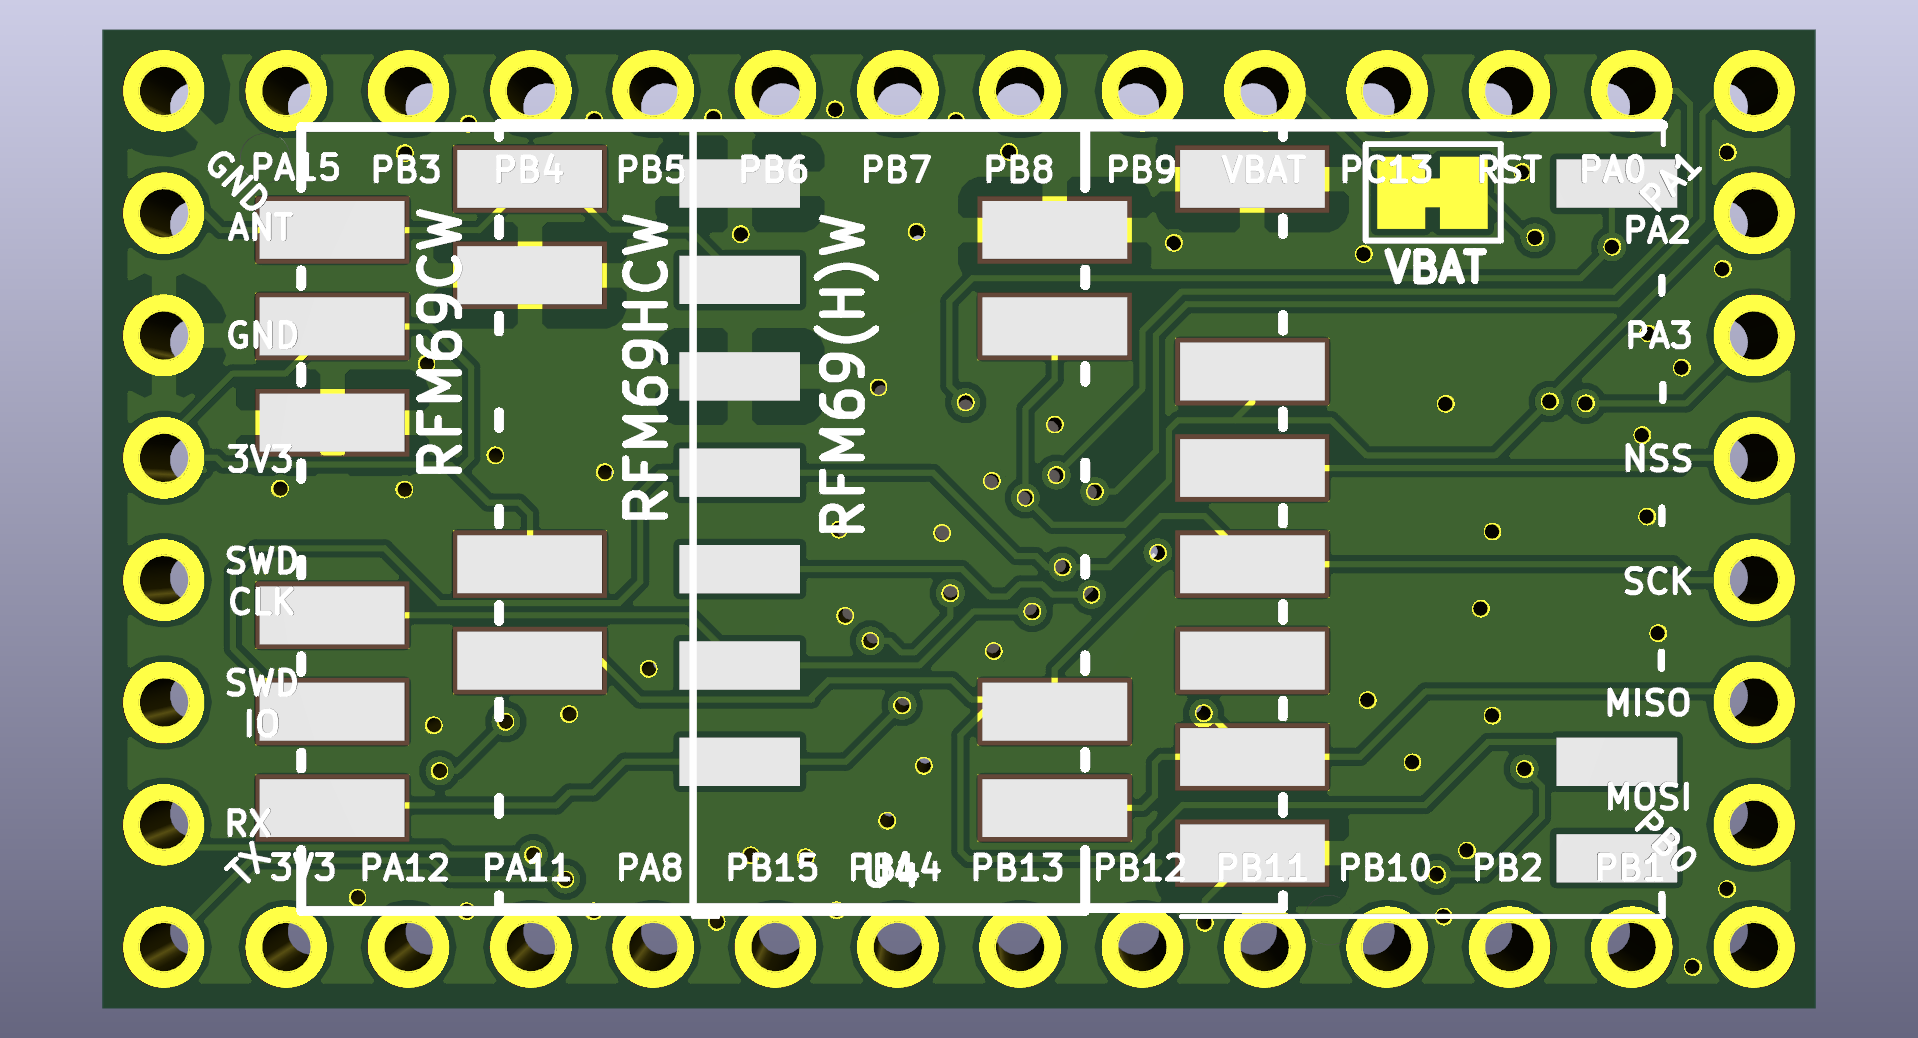 PA15 PB3 PB4 PB5 PB6 PB7 PB8 PB9 VBAT PC13 RST PA0 PA1
GND
ANT
PA2
VBAT
GND
PA3
RFM69CW
RFM69HCW
RFM69(H)W
3V3
NSS
SWD
CLK
SCK
SWD
IO
MISO
MOSI
RX
PB0
TX
3V3 PA12 PA11 PA8 PB15 PB14 PB13 PB12 PB11 PB10 PB2 PB1
U4